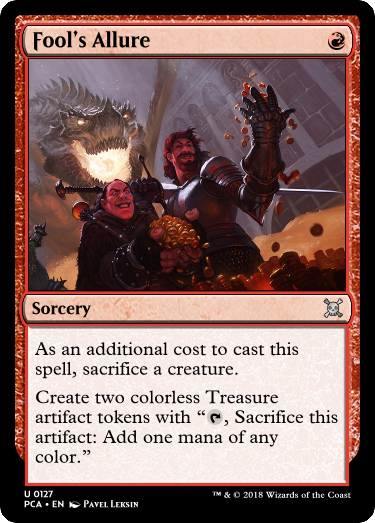 Fool's Allure
Sorcery
As an additional cost to cast this
spell, sacrifice a creature.
Create two colorless Treasure
artifact tokens with “, Sacrifice this
artifact: Add one mana of any
color.”
U 0127
PCA • EN Pavel Leksin
™ & © 2018 Wizards of the Coast